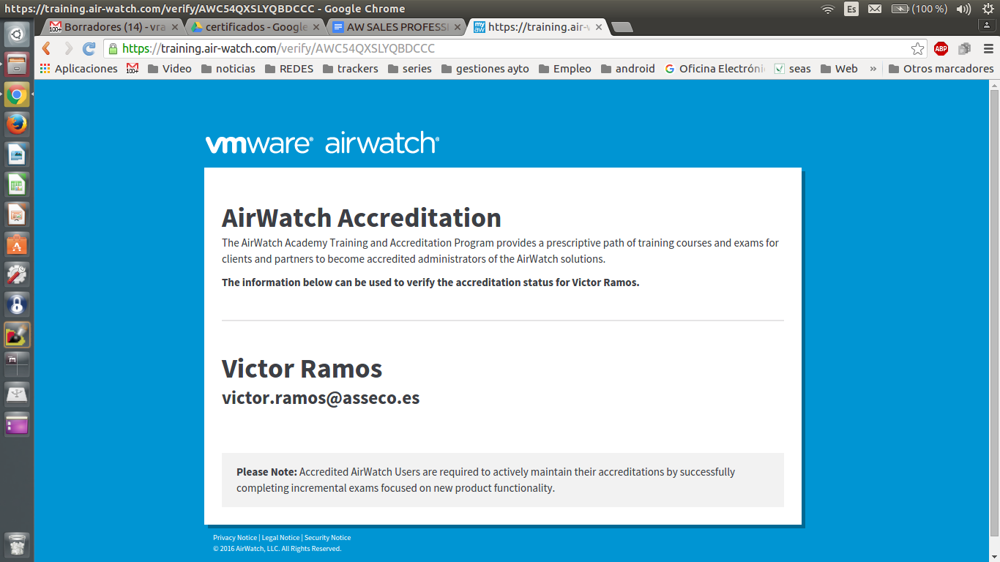 https://training.air-watch.com/verify/AWC54QXSLYQBDCCC - Google Chrome
Es
(100 %)
Borradores (14) - vra
certificados - Google
AW SALES PROFESSI
https://training.air-w
https://training.air-watch.com/verify/AWC54QXSLYQBDCCC
ABP
Aplicaciones
100+
Video
noticias
REDES
trackers
series
gestiones ayto
Empleo
android
Oficina Electróni
seas
Web
»
Otros marcadores
vmware® airwatch®
AirWatch Accreditation
The AirWatch Academy Training and Accreditation Program provides a prescriptive path of training courses and exams for
clients and partners to become accredited administrators of the AirWatch solutions.
The information below can be used to verify the accreditation status for Victor Ramos.
Victor Ramos
victor.ramos@asseco.es
Please Note: Accredited AirWatch Users are required to actively maintain their accreditations by successfully
completing incremental exams focused on new product functionality.
Privacy Notice | Legal Notice | Security Notice
© 2016 AirWatch, LLC. All Rights Reserved.